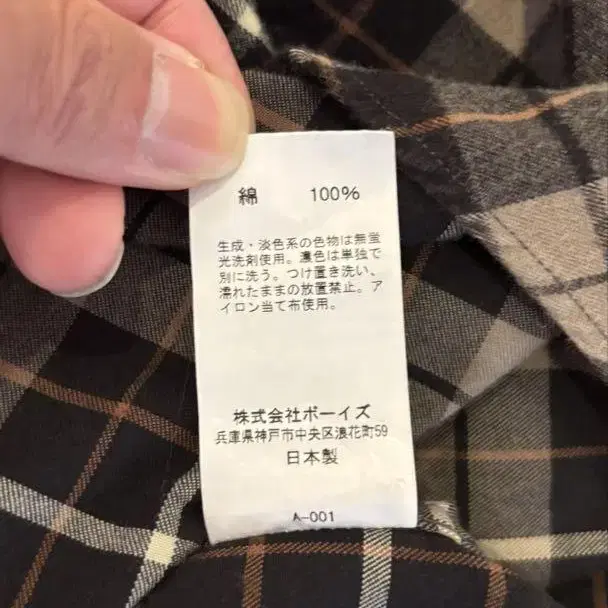 綿 100%
生成・淡色系の色物は無蛍
光洗剤使用。濃色は単独で
別に洗う。つけ置き洗い、
濡れたままの放置禁止。ア
イロン当て布使用。
株式会社ボーイズ
兵庫県神戸市中央区浪花町59
日本製
A-001